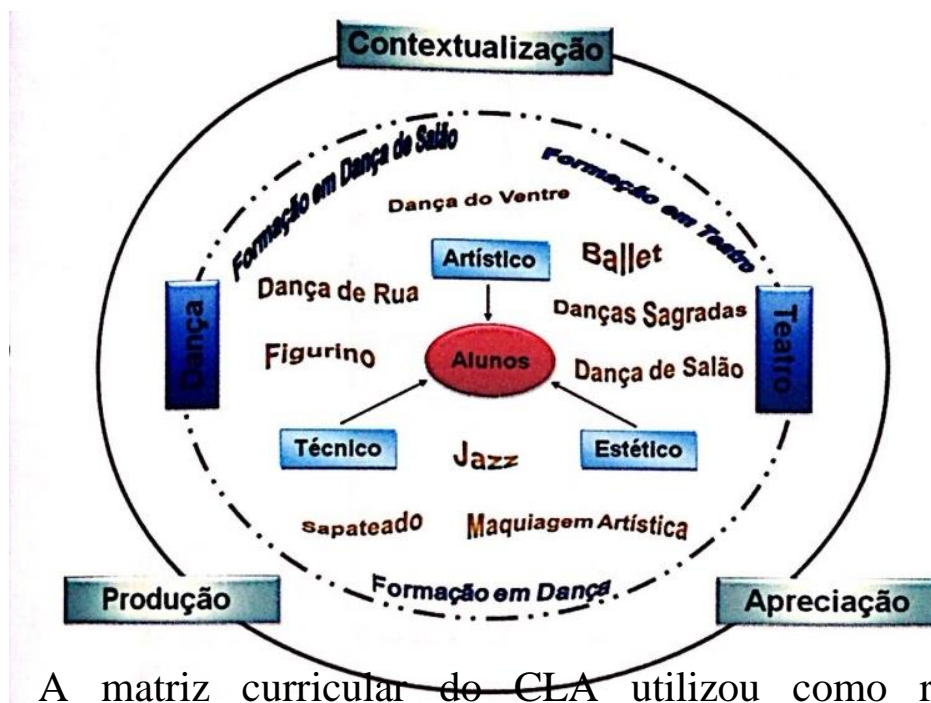 Contextualização
Formação em Dança de Salão
Formação em Teatro
Dança do Ventre
Artístico
Ballet
Dança de Rua
Danças Sagradas
Dança
Teatro
Figurino
Alunos
Dança de Salão
Técnico
Jazz
Estético
Sapateado
Maquiagem Artística
Formação em Dança
Produção
Apreciação
A matriz curricular do CLA utilizou como